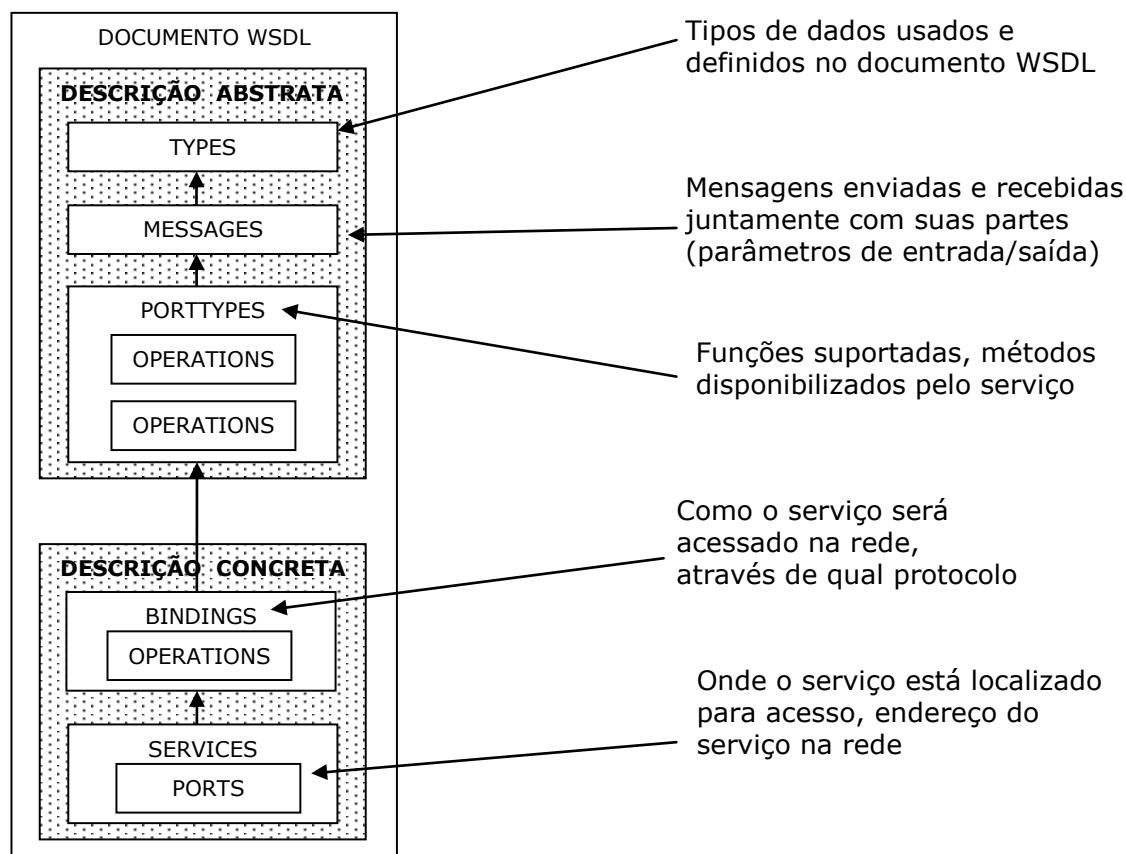 DOCUMENTO WSDL
DESCRIÇÃO ABSTRATA
TYPES
MESSAGES
PORTTYPES
OPERATIONS
OPERATIONS
DESCRIÇÃO CONCRETA
BINDINGS
OPERATIONS
SERVICES
PORTS
Tipos de dados usados e
definidos no documento WSDL
Mensagens enviadas e recebidas
juntamente com suas partes
(parâmetros de entrada/saída)
Funções suportadas, métodos
disponibilizados pelo serviço
Como o serviço será
acessado na rede,
através de qual protocolo
Onde o serviço está localizado
para acesso, endereço do
serviço na rede